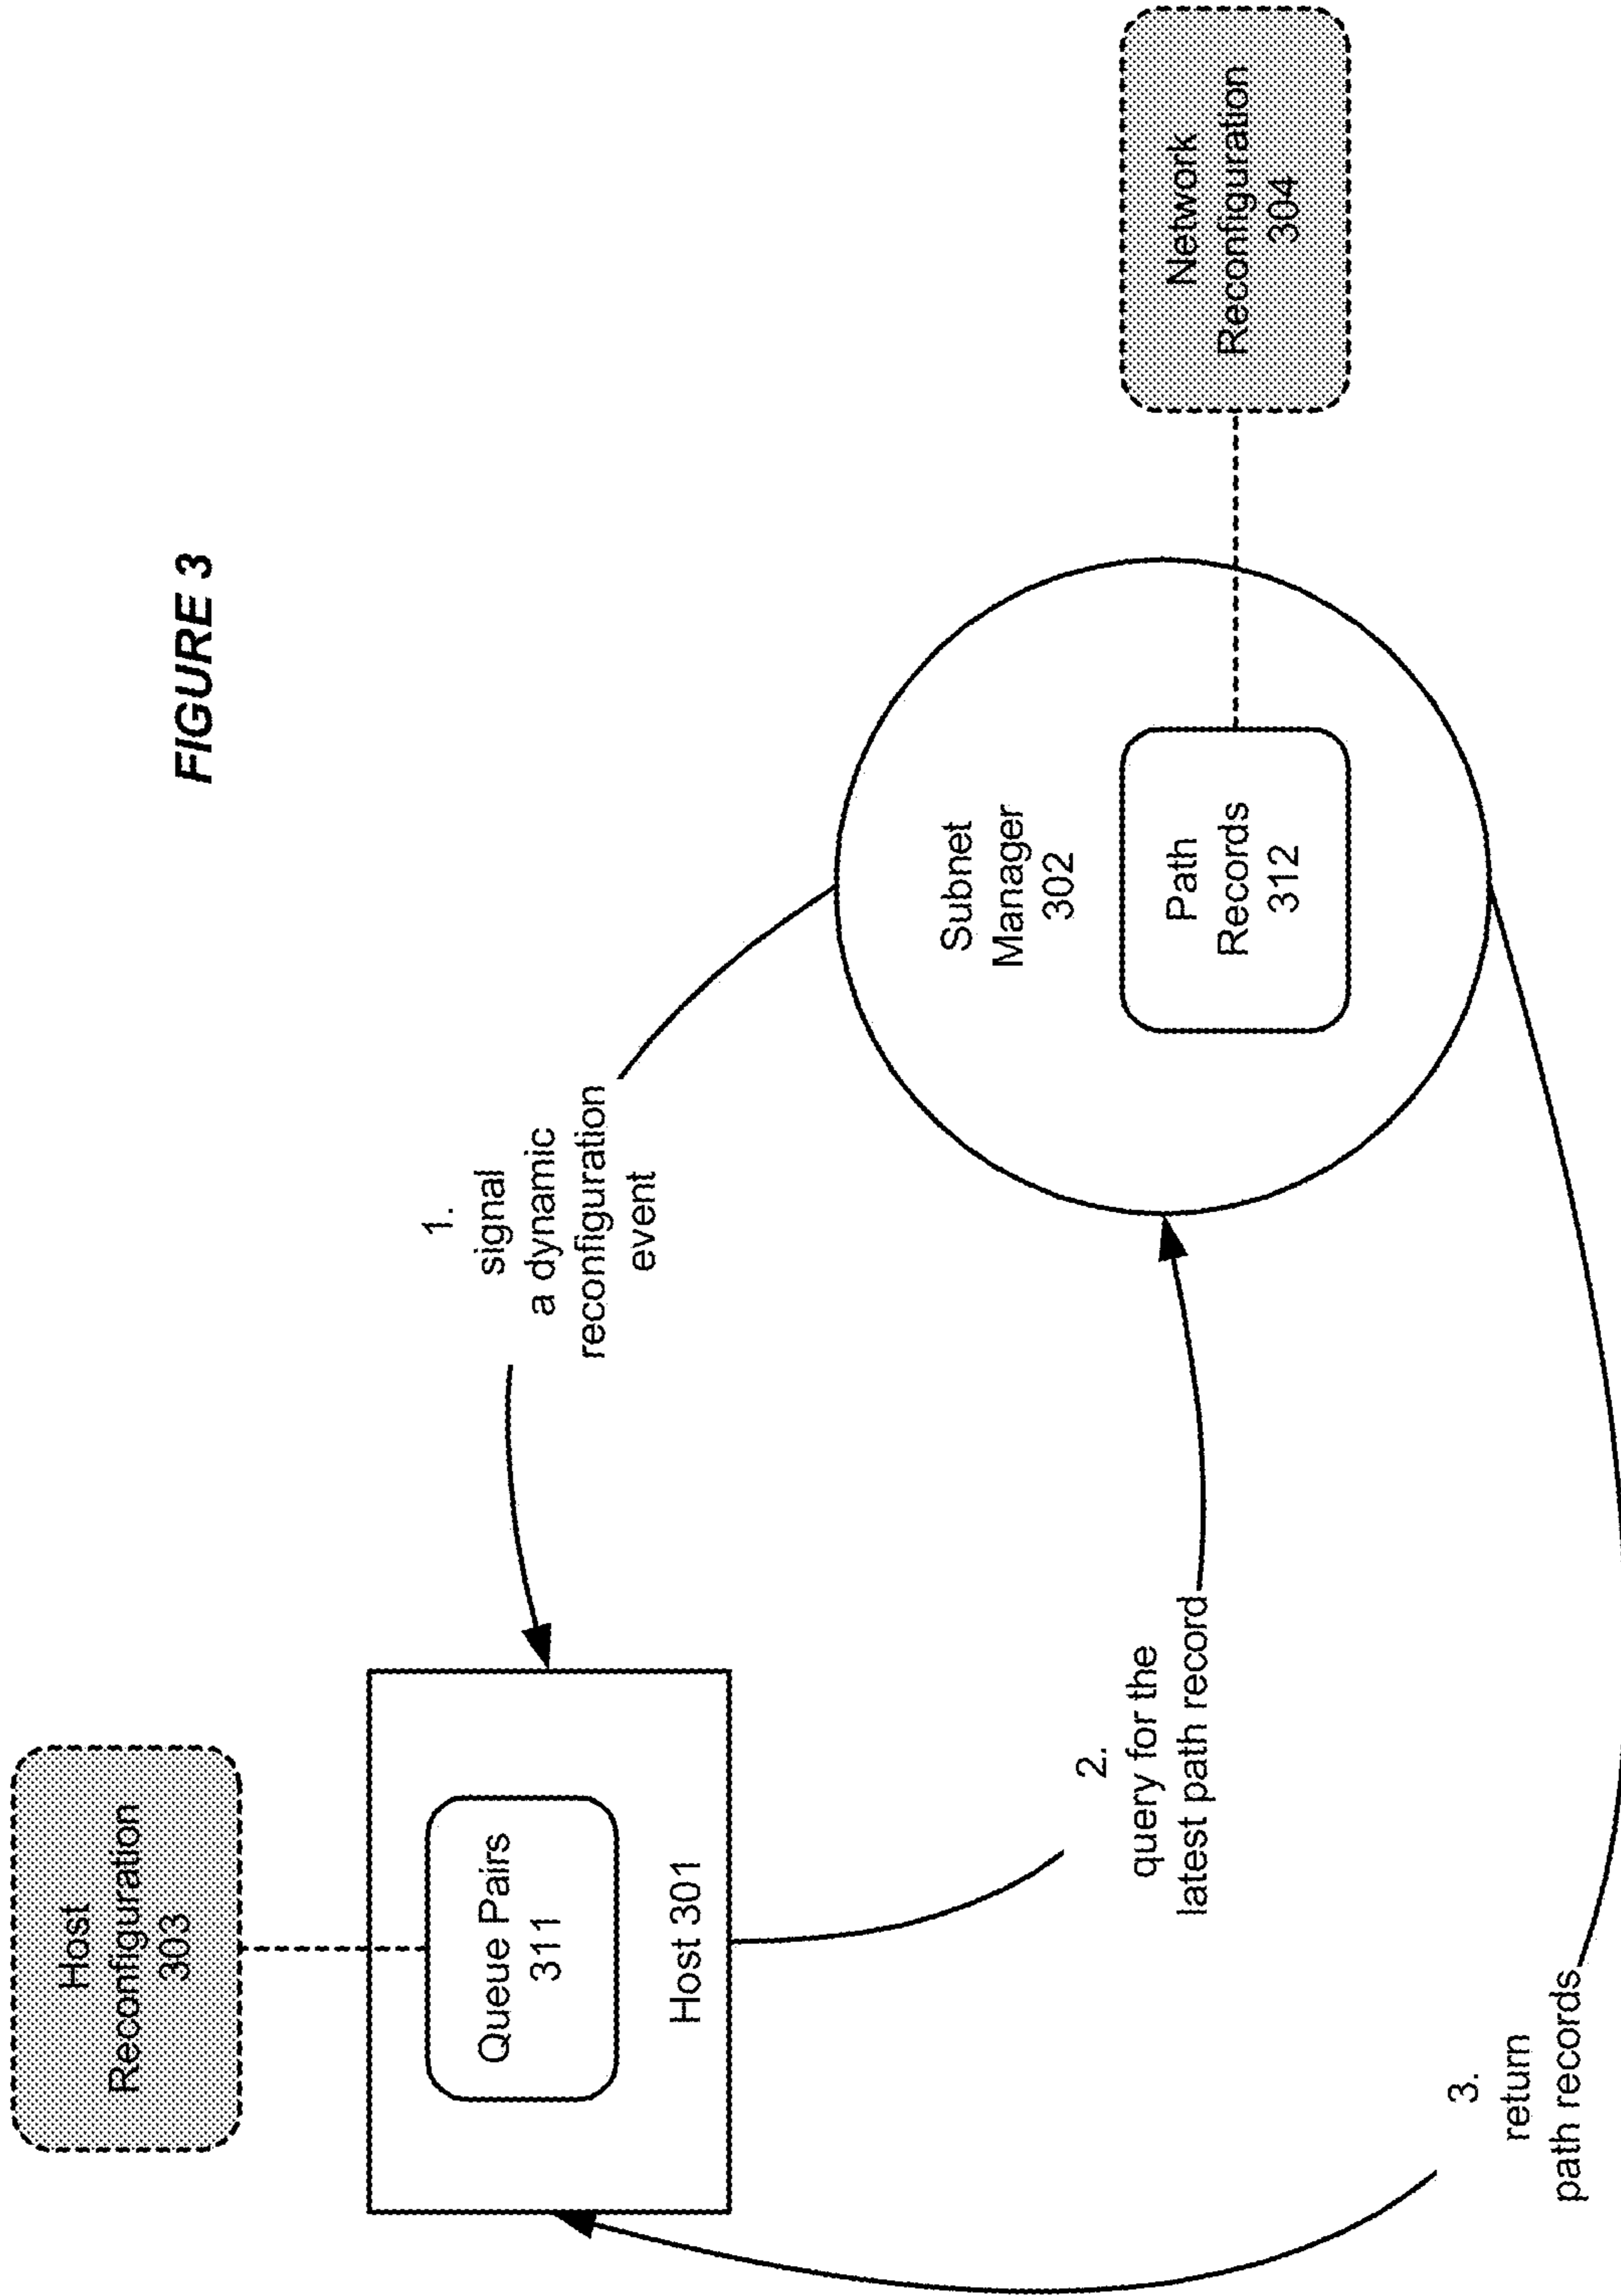 FIGURE 3
Host
Reconfiguration
303
Queue Pairs
311
Host 301
1.
signal
a dynamic
reconfiguration
event
2.
query for the
latest path record
3.
return
path records
Subnet
Manager
302
Path
Records
312
Network
Reconfiguration
304